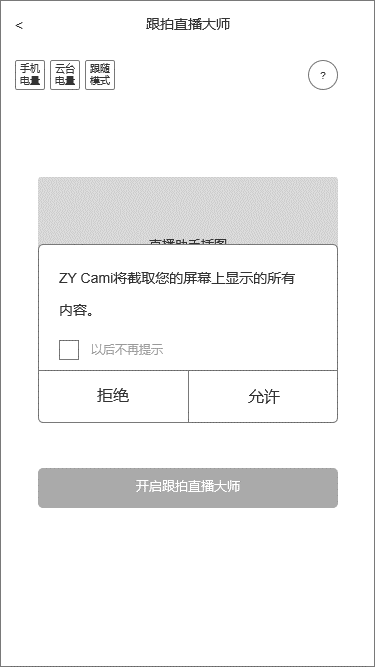 < 跟拍直播大师
手机 云台 跟随
电量 电量 模式
?
直播助手插图
ZY Cami将截取您的屏幕上显示的所有
内容。
以后不再提示
拒绝 允许
开启跟拍直播大师